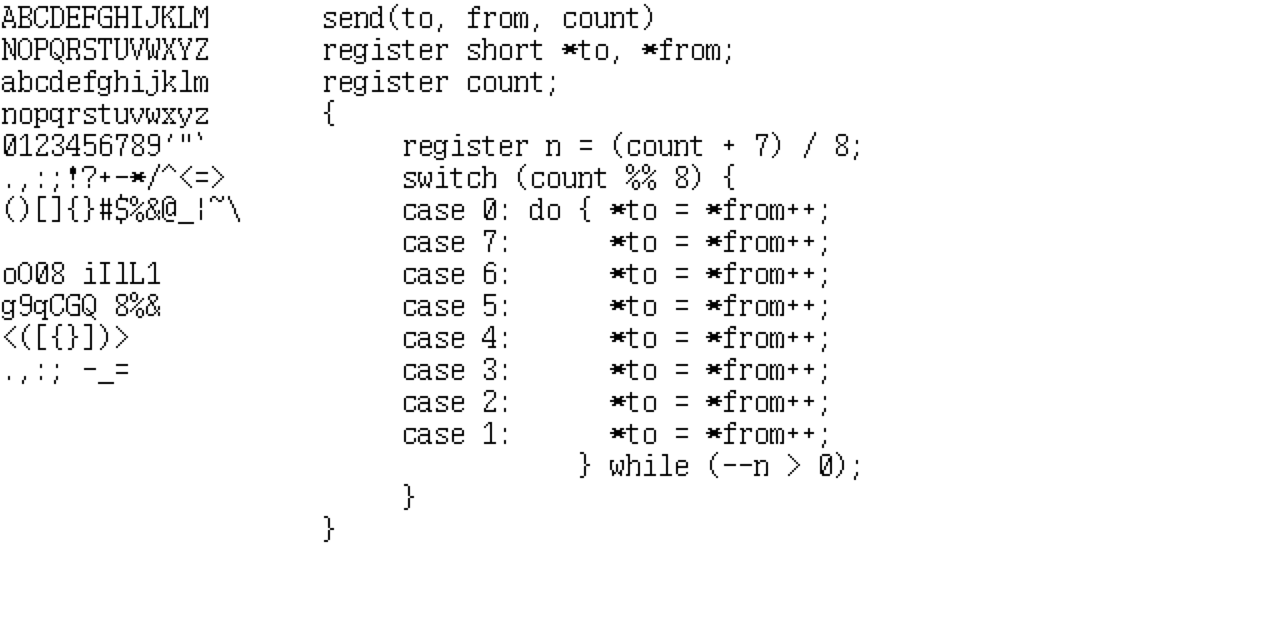 ABCDEFGHIJKLM
NOPQRSTUVWXYZ
abcdefghijklm
nopqrstuvwxyz
0123456789'"`
.,:;!?+-*/^<=>
()[]{}#$%&@_|~\
oO08 iIlL1
g9qCGQ 8%&
<([{}])>
.,:; -_=
send(to, from, count)
register short *to, *from;
register count;
{
     register n = (count + 7) / 8;
     switch (count %% 8) {
     case 0: do { *to = *from++;
     case 7:      *to = *from++;
     case 6:      *to = *from++;
     case 5:      *to = *from++;
     case 4:      *to = *from++;
     case 3:      *to = *from++;
     case 2:      *to = *from++;
     case 1:      *to = *from++;
                } while (--n > 0);
     }
}